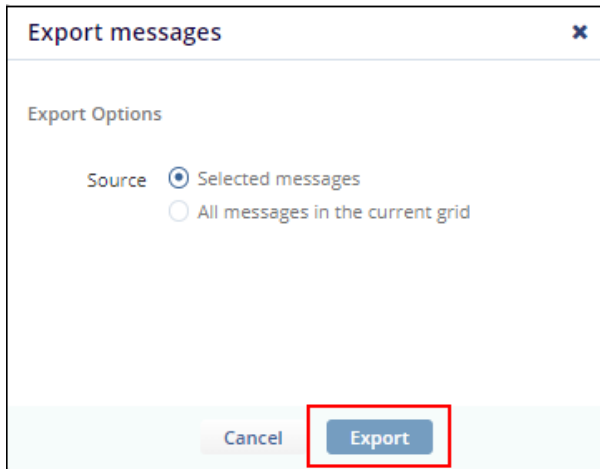 Export messages
Export Options
Source Selected messages
All messages in the current grid
Cancel Export